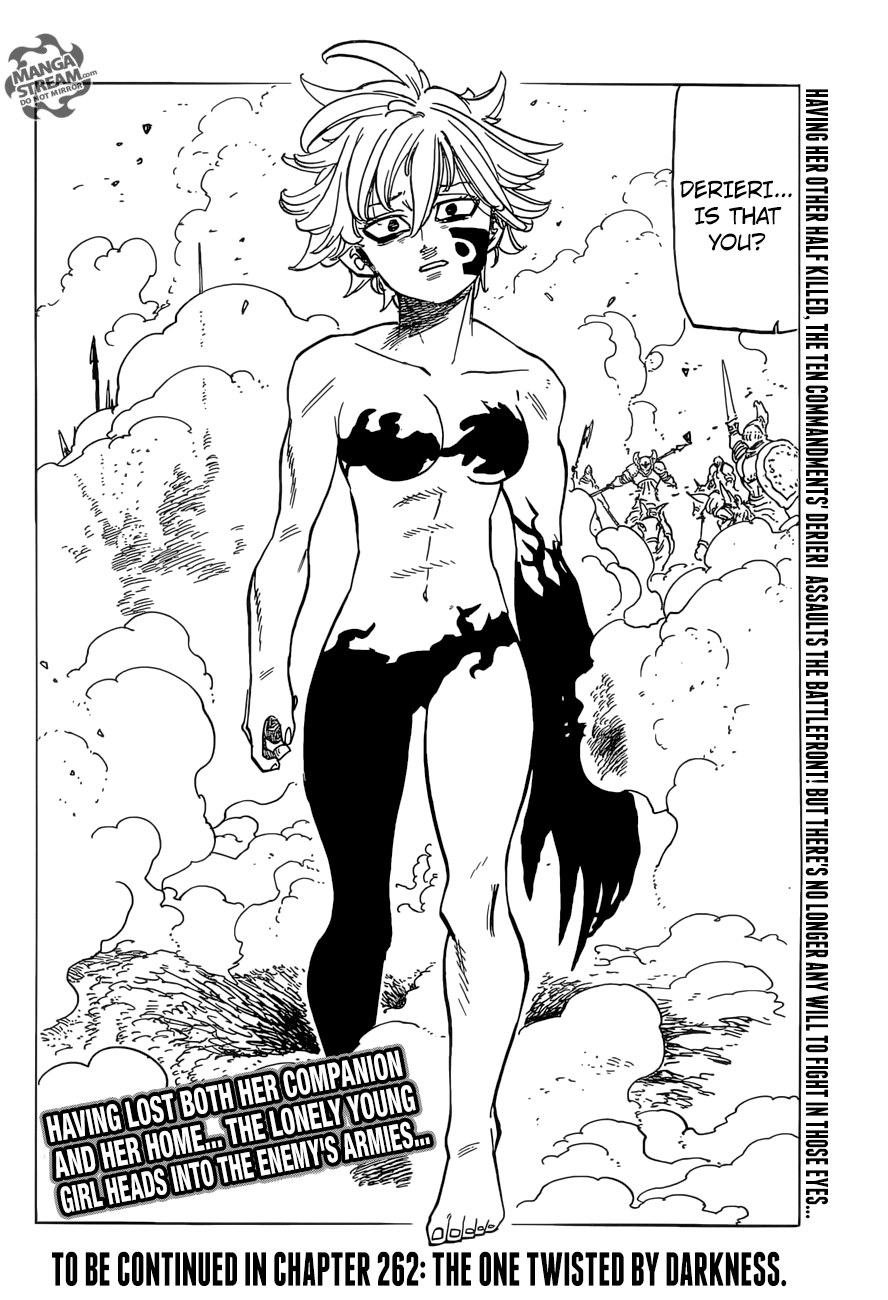 MANGA
STREAM.com
DO NOT MIRROR
DERIERI...
IS THAT
YOU?
HAVING HER OTHER HALF KILLED, THE TEN COMMANDMENTS' DERIERI ASSAULTS THE BATTLEFRONT! BUT THERE'S NO LONGER ANY WILL TO FIGHT IN THOSE EYES...
HAVING LOST BOTH HER COMPANION
AND HER HOME... THE LONELY YOUNG
GIRL HEADS INTO THE ENEMY'S ARMIES...
TO BE CONTINUED IN CHAPTER 262: THE ONE TWISTED BY DARKNESS.